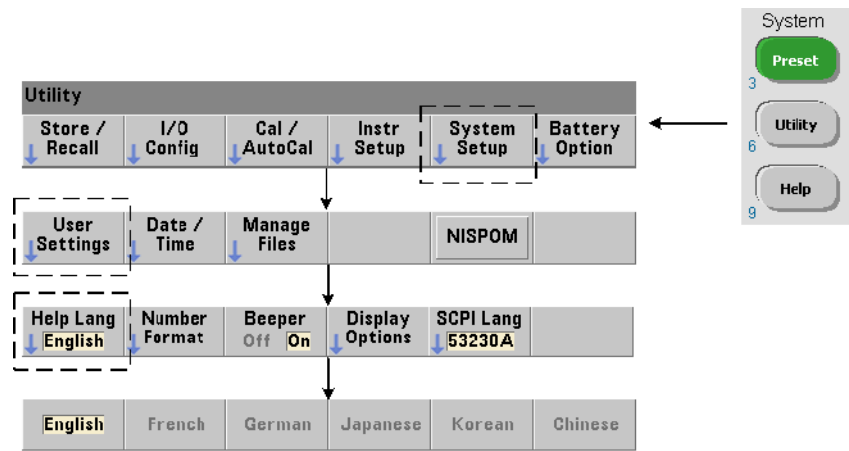 System
Preset
3
Utility
6
Help
9
Utility
Store / Recall
I/O Config
Cal / AutoCal
Instr Setup
System Setup
Battery Option
User Settings
Date / Time
Manage Files
NISPOM
Help Lang English
Number Format
Beeper Off On
Display Options
SCPI Lang 53230A
English French German Japanese Korean Chinese